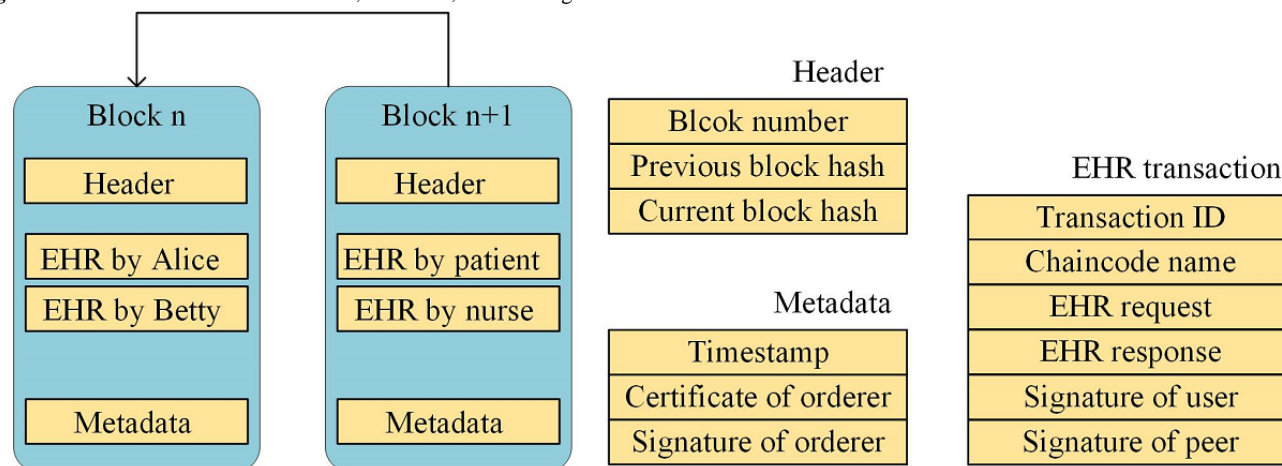 Block n
Header
EHR by Alice
EHR by Betty
Metadata
Block n+1
Header
EHR by patient
EHR by nurse
Metadata
Header
Blcok number
Previous block hash
Current block hash
Metadata
Timestamp
Certificate of orderer
Signature of orderer
EHR transaction
Transaction ID
Chaincode name
EHR request
EHR response
Signature of user
Signature of peer